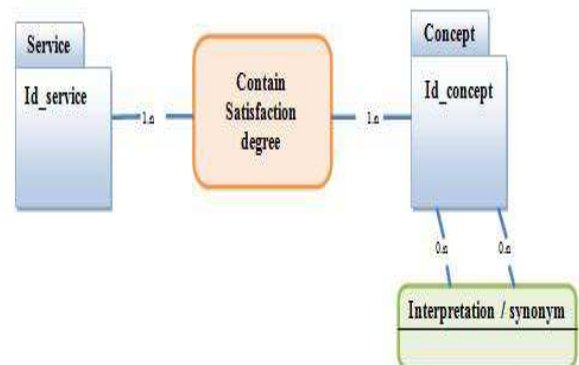 Service
Id_service
1.n
Contain
Satisfaction
degree
1.n
Concept
Id_concept
0.n
0.n
Interpretation / synonym